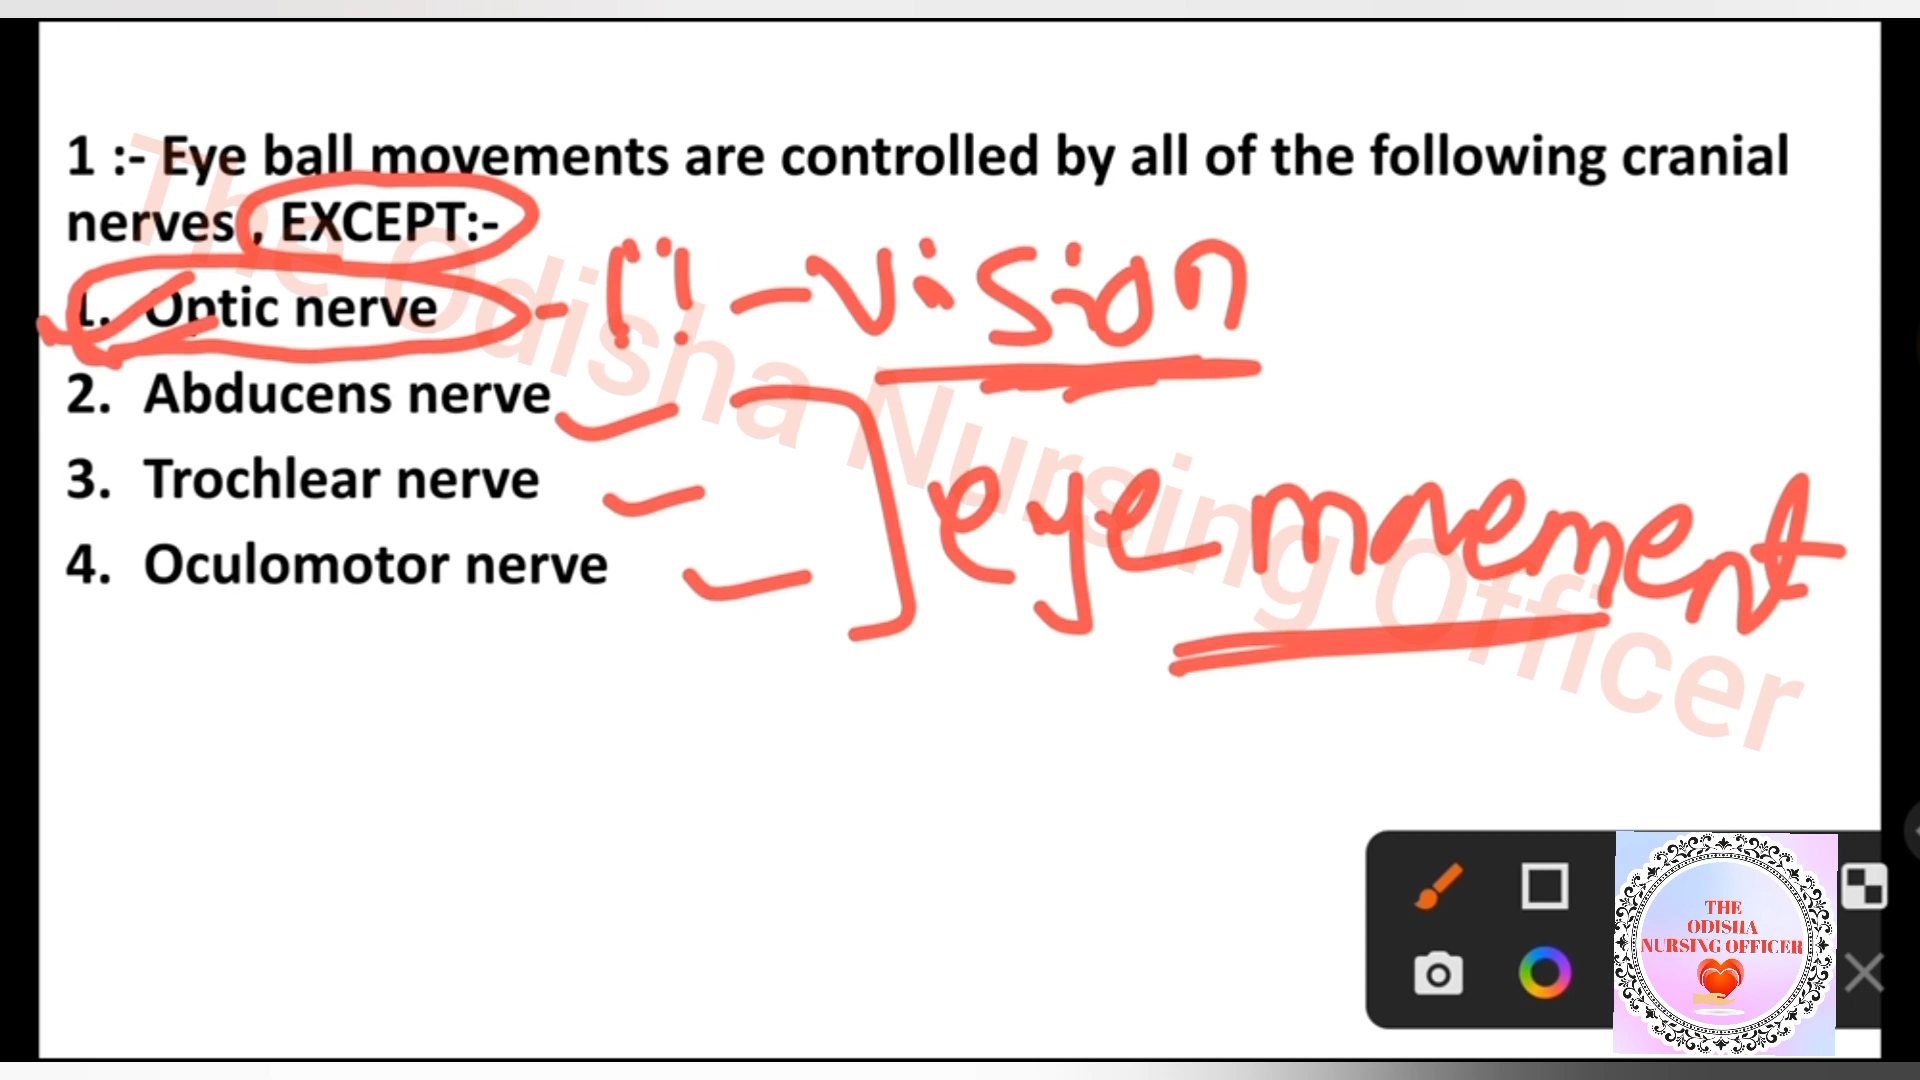 1 :- Eye ball movements are controlled by all of the following cranial
nerves , EXCEPT:-
1. Optic nerve - II - vision
2. Abducens nerve
3. Trochlear nerve
4. Oculomotor nerve
eye movement
The Odisha Nursing Officer
THE
ODISHA
NURSING OFFICER